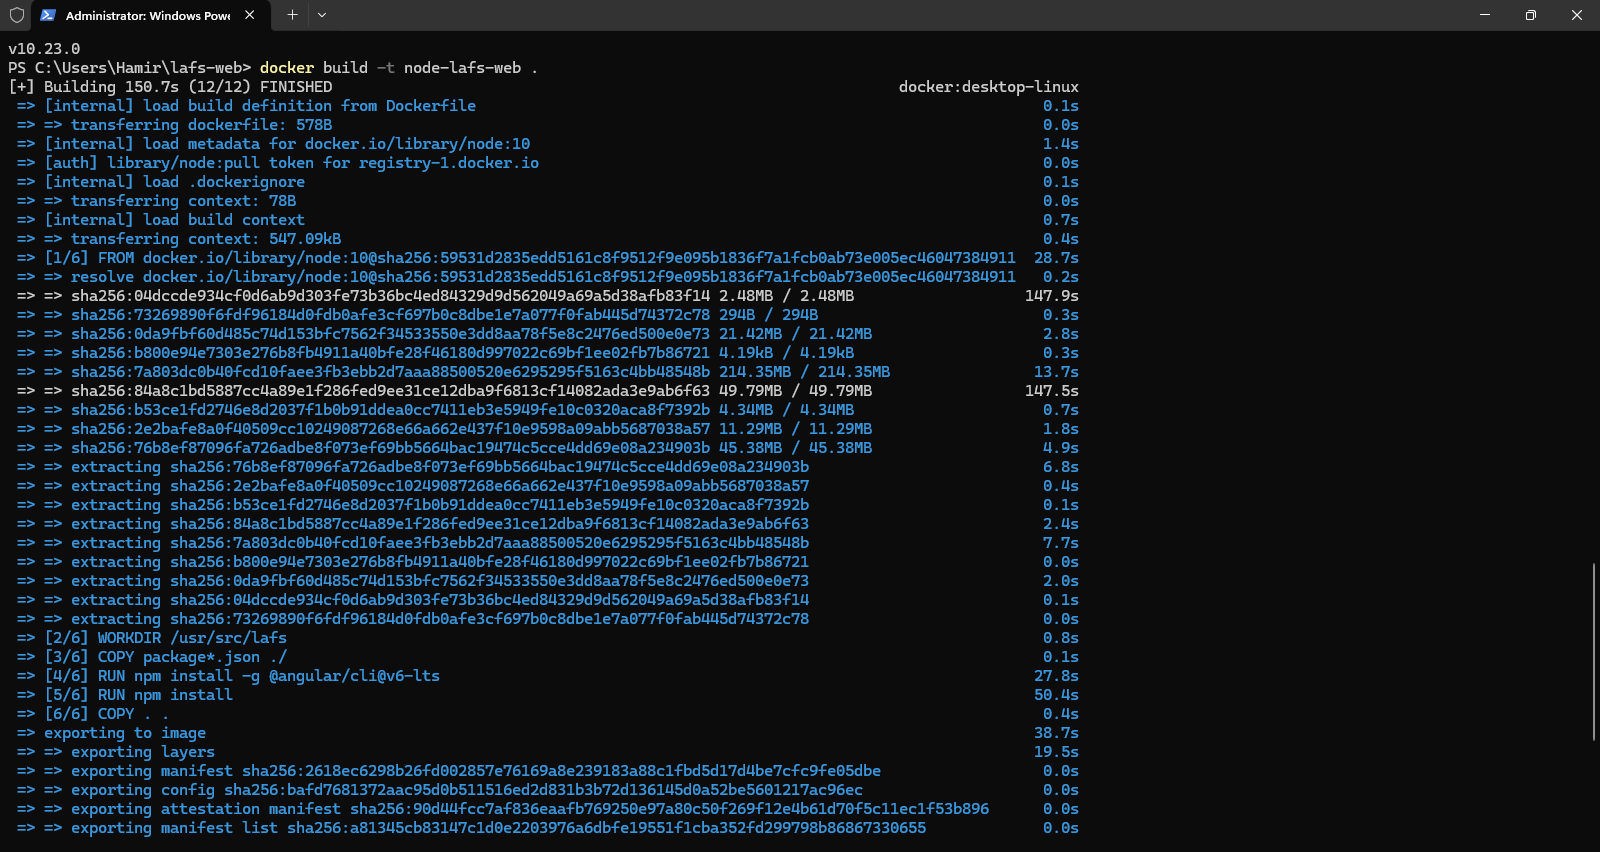 Administrator: Windows Powe
v10.23.0
PS C:\Users\Hamir\lafs-web> docker build -t node-lafs-web .
[+] Building 150.7s (12/12) FINISHED docker:desktop-linux
=> [internal] load build definition from Dockerfile 0.1s
=> => transferring dockerfile: 578B 0.0s
=> [internal] load metadata for docker.io/library/node:10 1.4s
=> [auth] library/node:pull token for registry-1.docker.io 0.0s
=> [internal] load .dockerignore 0.1s
=> => transferring context: 78B 0.0s
=> [internal] load build context 0.7s
=> => transferring context: 547.09kB 0.4s
=> [1/6] FROM docker.io/library/node:10@sha256:59531d2835edd5161c8f9512f9e095b1836f7a1fcb0ab73e005ec46047384911 28.7s
=> => resolve docker.io/library/node:10@sha256:59531d2835edd5161c8f9512f9e095b1836f7a1fcb0ab73e005ec46047384911 0.2s
=> => sha256:04dccde934cf0d6ab9d303fe73b36bc4ed84329d9d562049a69a5d38afb83f14 2.48MB / 2.48MB 147.9s
=> => sha256:73269890f6fdf96184d0fdb0afe3cf697b0c8dbe1e7a077f0fab445d74372c78 294B / 294B 0.3s
=> => sha256:0da9fbf60d485c74d153bfc7562f34533550e3dd8aa78f5e8c2476ed500e0e73 21.42MB / 21.42MB 2.8s
=> => sha256:b800e94e7303e276b8fb4911a40bfe28f46180d997022c69bf1ee02fb7b86721 4.19kB / 4.19kB 0.3s
=> => sha256:7a803dc0b40fcd10faee3fb3ebb2d7aaa88500520e6295295f5163c4bb48548b 214.35MB / 214.35MB 13.7s
=> => sha256:84a8c1bd5887cc4a89e1f286fed9ee31ce12dba9f6813cf14082ada3e9ab6f63 49.79MB / 49.79MB 147.5s
=> => sha256:b53ce1fd2746e8d2037f1b0b91ddea0cc7411eb3e5949fe10c0320aca8f7392b 4.34MB / 4.34MB 0.7s
=> => sha256:2e2bafe8a0f40509cc10249087268e66a662e437f10e9598a09abb5687038a57 11.29MB / 11.29MB 1.8s
=> => sha256:76b8ef87096fa726adbe8f073ef69bb5664bac19474c5cce4dd69e08a234903b 45.38MB / 45.38MB 4.9s
=> => extracting sha256:76b8ef87096fa726adbe8f073ef69bb5664bac19474c5cce4dd69e08a234903b 6.8s
=> => extracting sha256:2e2bafe8a0f40509cc10249087268e66a662e437f10e9598a09abb5687038a57 0.4s
=> => extracting sha256:b53ce1fd2746e8d2037f1b0b91ddea0cc7411eb3e5949fe10c0320aca8f7392b 0.1s
=> => extracting sha256:84a8c1bd5887cc4a89e1f286fed9ee31ce12dba9f6813cf14082ada3e9ab6f63 2.4s
=> => extracting sha256:7a803dc0b40fcd10faee3fb3ebb2d7aaa88500520e6295295f5163c4bb48548b 7.7s
=> => extracting sha256:b800e94e7303e276b8fb4911a40bfe28f46180d997022c69bf1ee02fb7b86721 0.0s
=> => extracting sha256:0da9fbf60d485c74d153bfc7562f34533550e3dd8aa78f5e8c2476ed500e0e73 2.0s
=> => extracting sha256:04dccde934cf0d6ab9d303fe73b36bc4ed84329d9d562049a69a5d38afb83f14 0.1s
=> => extracting sha256:73269890f6fdf96184d0fdb0afe3cf697b0c8dbe1e7a077f0fab445d74372c78 0.0s
=> [2/6] WORKDIR /usr/src/lafs 0.8s
=> [3/6] COPY package*.json ./ 0.1s
=> [4/6] RUN npm install -g @angular/cli@v6-lts 27.8s
=> [5/6] RUN npm install 50.4s
=> [6/6] COPY . . 0.4s
=> exporting to image 38.7s
=> => exporting layers 19.5s
=> => exporting manifest sha256:2618ec6298b26fd002857e76169a8e239183a88c1fbd5d17d4be7cfc9fe05dbe 0.0s
=> => exporting config sha256:bafd7681372aac95d0b511516ed2d831b3b72d136145d0a52be5601217ac96ec 0.0s
=> => exporting attestation manifest sha256:90d44fcc7af836eaafb769250e97a80c50f269f12e4b61d70f5c11ec1f53b896 0.0s
=> => exporting manifest list sha256:a81345cb83147c1d0e2203976a6dbfe19551f1cba352fd299798b86867330655 0.0s